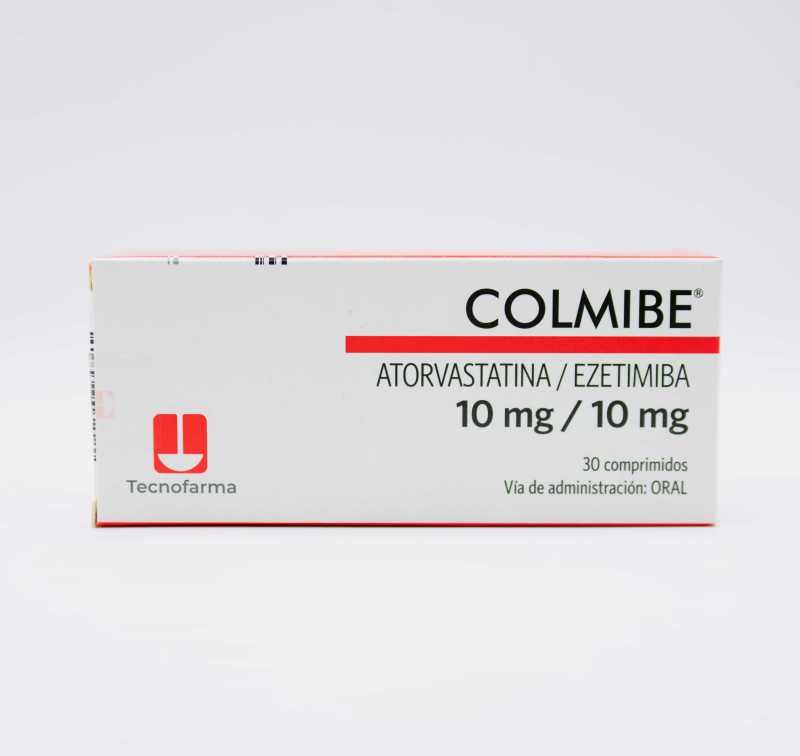 COLMIBE®
ATORVASTATINA / EZETIMIBA
10 mg / 10 mg
30 comprimidos
Vía de administración: ORAL
Tecnofarma